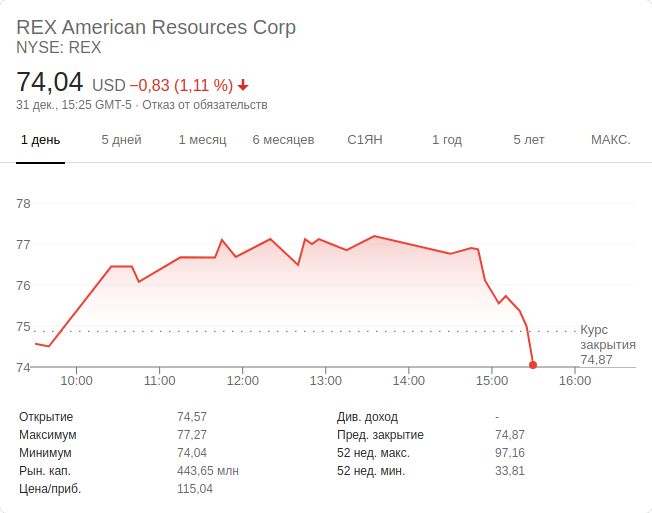 REX American Resources Corp
NYSE: REX
74,04 USD −0,83 (1,11 %)
31 дек., 15:25 GMT-5 · Отказ от обязательств
1 день 5 дней 1 месяц 6 месяцев С1ЯН 1 год 5 лет МАКС.
78
77
76
75
74
Курс
закрытия
74,87
10:00 11:00 12:00 13:00 14:00 15:00 16:00
Открытие 74,57 Див. доход -
Максимум 77,27 Пред. закрытие 74,87
Минимум 74,04 52 нед. макс. 97,16
Рын. кап. 443,65 млн 52 нед. мин. 33,81
Цена/приб. 115,04